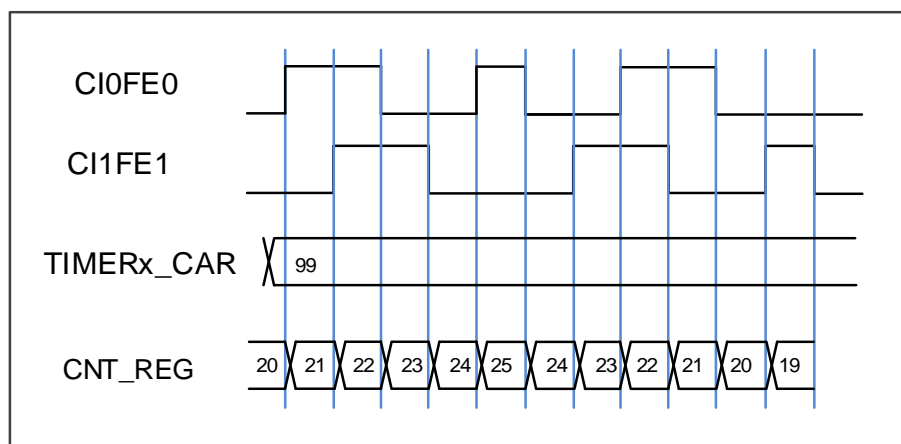 CI0FE0
CI1FE1
TIMERx_CAR 99
CNT_REG 20 21 22 23 24 25 24 23 22 21 20 19